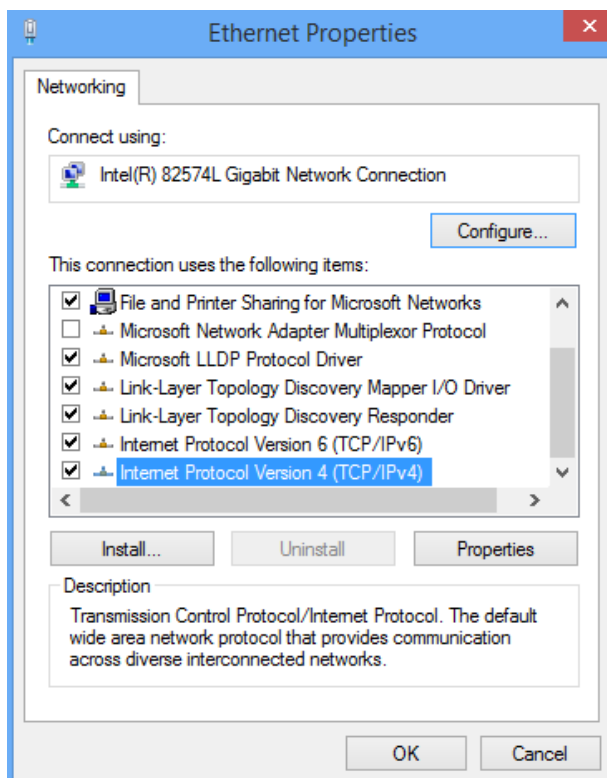 Ethernet Properties
Networking
Connect using:
Intel(R) 82574L Gigabit Network Connection
Configure...
This connection uses the following items:
File and Printer Sharing for Microsoft Networks
Microsoft Network Adapter Multiplexor Protocol
Microsoft LLDP Protocol Driver
Link-Layer Topology Discovery Mapper I/O Driver
Link-Layer Topology Discovery Responder
Internet Protocol Version 6 (TCP/IPv6)
Internet Protocol Version 4 (TCP/IPv4)
Install...
Uninstall
Properties
Description
Transmission Control Protocol/Internet Protocol. The default
wide area network protocol that provides communication
across diverse interconnected networks.
OK
Cancel